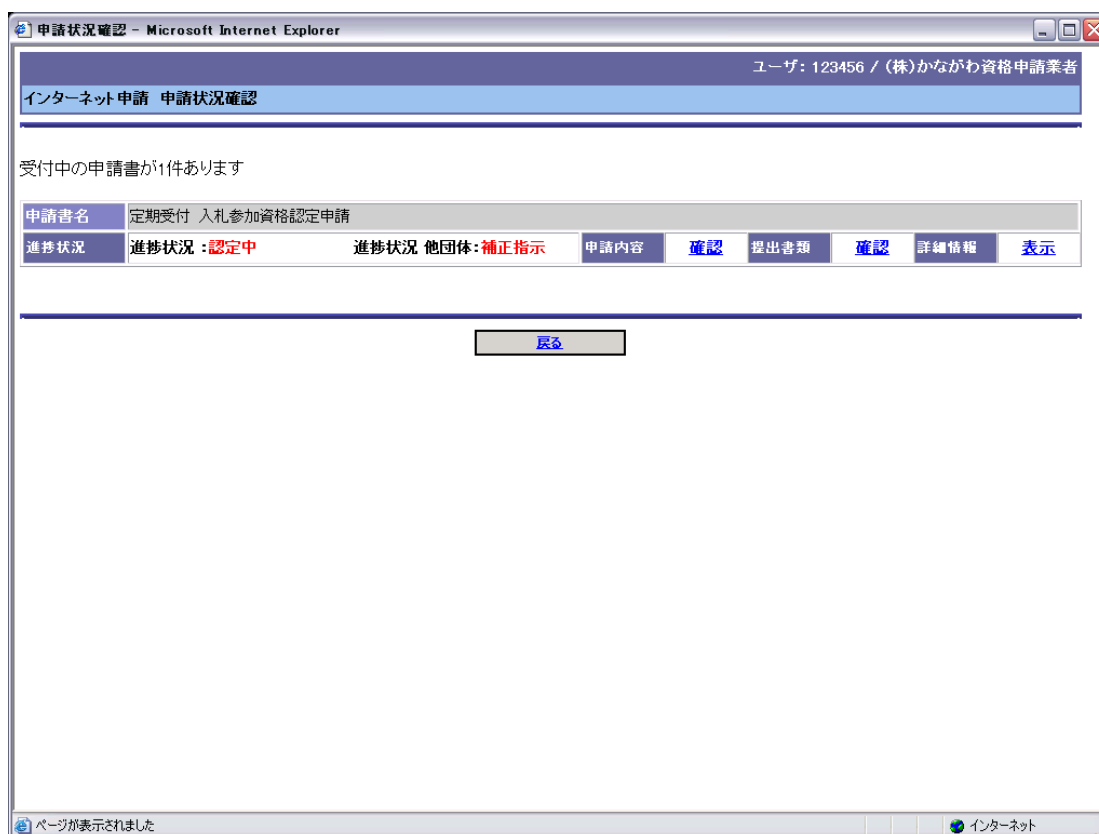 申請状況確認 - Microsoft Internet Explorer
ユーザ: 123456 / (株)かながわ資格申請業者
インターネット申請 申請状況確認
受付中の申請書が1件あります
申請書名 定期受付 入札参加資格認定申請
進捗状況 進捗状況 :認定中 進捗状況 他団体:補正指示 申請内容 確認 提出書類 確認 詳細情報 表示
戻る
ページが表示されました インターネット